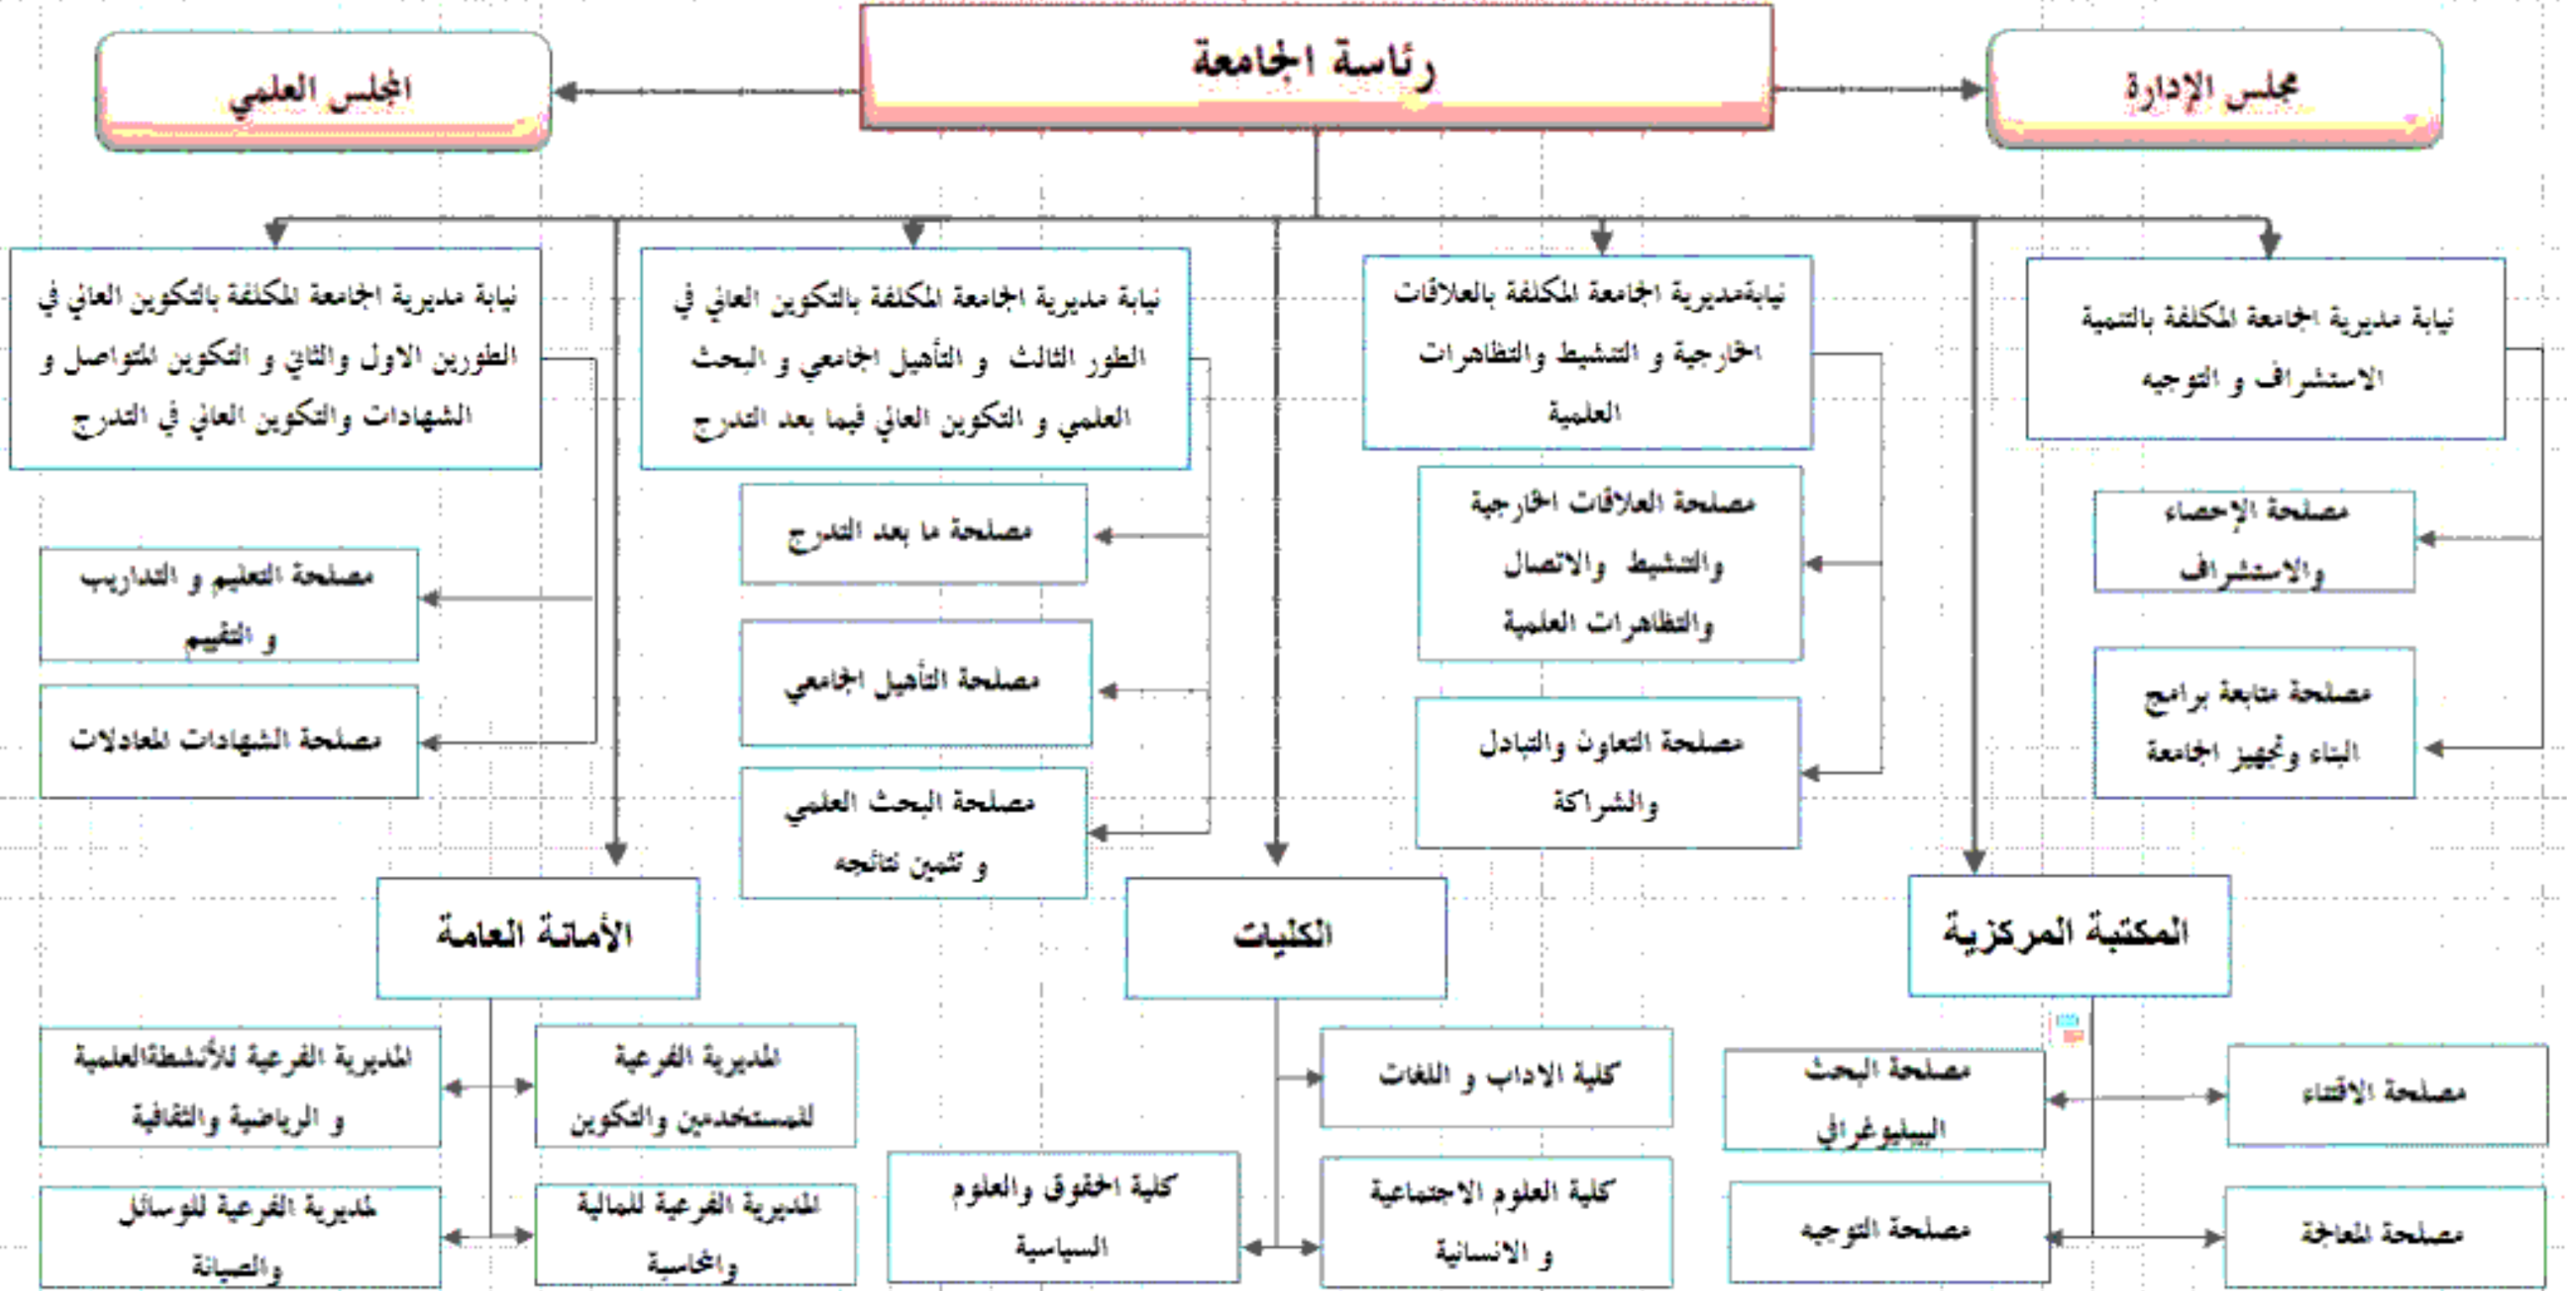 رئاسة الجامعة
مجلس الإدارة
المجلس العلمي
نيابة مديرية الجامعة المكلفة بالتنمية
الاستشراف و التوجيه
نيابةمديرية الجامعة المكلفة بالعلاقات
الخارجية و التنشيط والتظاهرات
العلمية
نيابة مديرية الجامعة المكلفة بالتكوين العالي في
الطور الثالث و التأهيل الجامعي و البحث
العلمي و التكوين العالي فيما بعد التدرج
نيابة مديرية الجامعة المكلفة بالتكوين العالي في
الطورين الاول والثاني و التكوين المتواصل و
الشهادات والتكوين العالي في التدرج
مصلحة الإحصاء
والاستشراف
مصلحة متابعة برامج
البناء وتجهيز الجامعة
مصلحة العلاقات الخارجية
والتنشيط والاتصال
والتظاهرات العلمية
مصلحة التعاون والتبادل
والشراكة
مصلحة ما بعد التدرج
مصلحة التأهيل الجامعي
مصلحة البحث العلمي
و تثمين نتائجه
مصلحة التعليم و التداريب
و التقييم
مصلحة الشهادات المعادلات
المكتبة المركزية
الكليات
الأمانة العامة
مصلحة الاقتناء
مصلحة البحث
الببليوغرافي
مصلحة المعالجة
مصلحة التوجيه
كلية الاداب و اللغات
كلية العلوم الاجتماعية
و الانسانية
كلية الحقوق والعلوم
السياسية
المديرية الفرعية
للمستخدمين والتكوين
المديرية الفرعية للأنشطةالعلمية
و الرياضية والثقافية
المديرية الفرعية للمالية
والمحاسبة
لمديرية الفرعية للوسائل
والصيانة